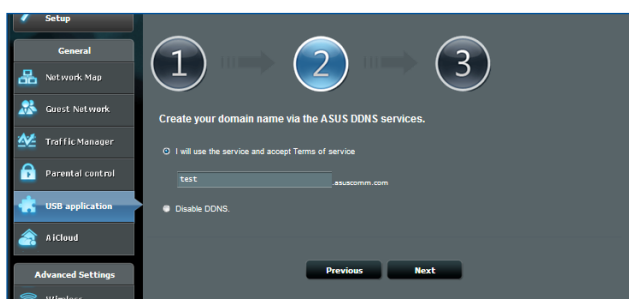 Setup
General
Network Map
Guest Network
Traffic Manager
Parental control
USB application
AiCloud
Advanced Settings
Wireless
1
2
3
Create your domain name via the ASUS DDNS services.
I will use the service and accept Terms of service
test .asuscomm.com
Disable DDNS.
Previous Next